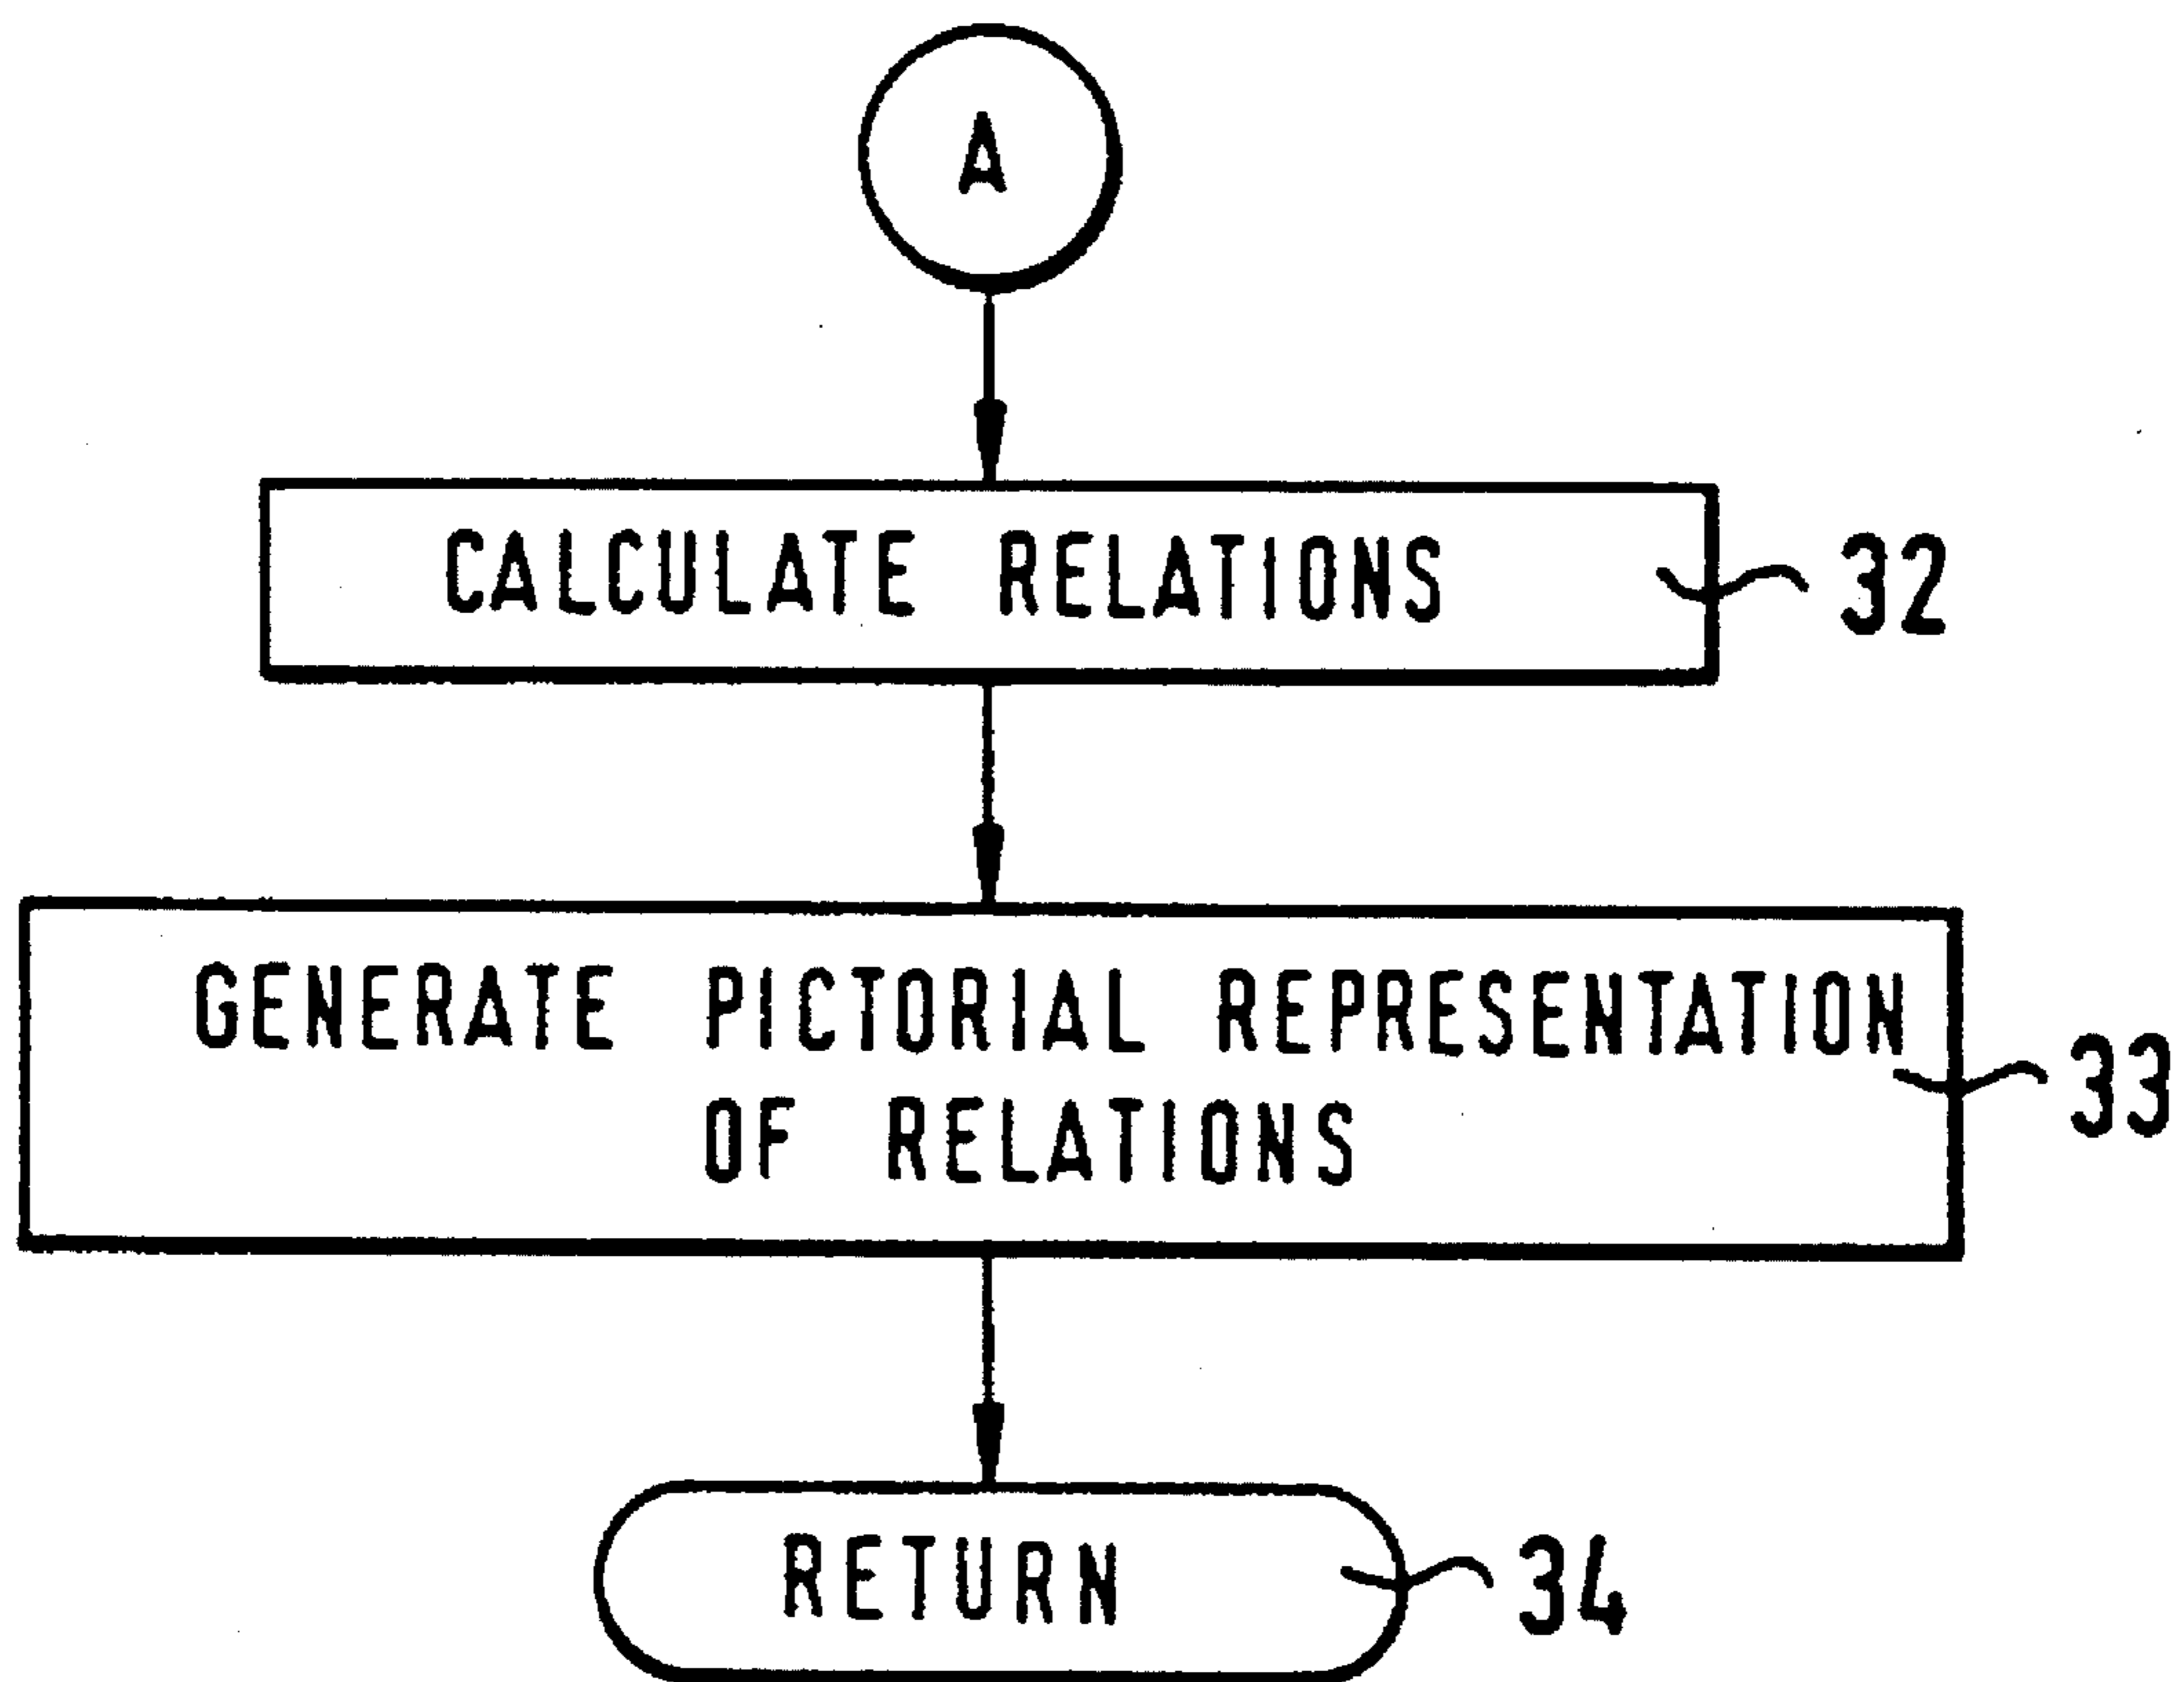 A
CALCULATE RELATIONS
32
GENERATE PICTORIAL REPRESENTATION
OF RELATIONS
33
RETURN
34